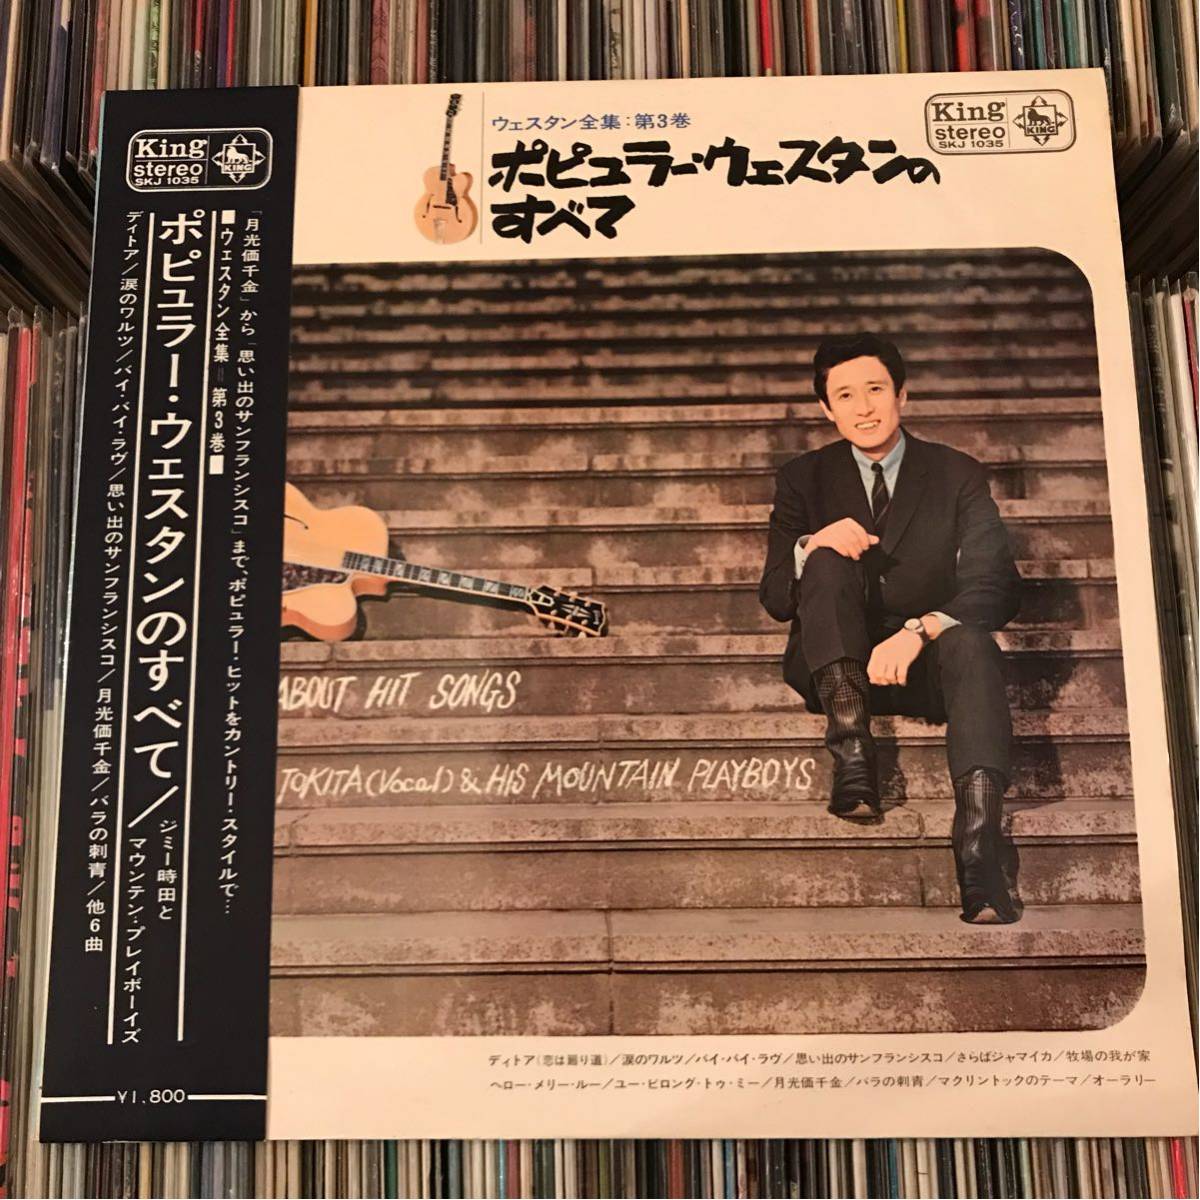 King
stereo
SKJ 1035
KING
「月光価千金」から「思い出のサンフランシスコ」まで、ポピュラー・ヒットをカントリー・スタイルで…
■ウェスタン全集=第3巻■
ポピュラー・ウェスタンのすべて/
ジミー時田と
マウンテン・プレイボーイズ
ディトア/涙のワルツ/バイ・バイ・ラヴ/思い出のサンフランシスコ/月光価千金/バラの刺青/他6曲
¥1,800
ウェスタン全集:第3巻
ポピュラー・ウェスタンの
すべて
King
stereo
SKJ 1035
KING
ABOUT HIT SONGS
TOKITA(Vocal) & HIS MOUNTAIN PLAYBOYS
ディトア(恋は廻り道)/涙のワルツ/バイ・バイ・ラヴ/思い出のサンフランシスコ/さらばジャマイカ/牧場の我が家
ヘロー・メリー・ルー/ユー・ビロング・トゥ・ミー/月光価千金/バラの刺青/マクリントックのテーマ/オーラリー